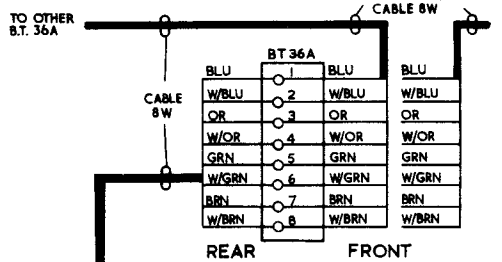 CABLE 8W
TO OTHER
B.T. 36A
BT 36A
BLU 1 BLU BLU
W/BLU 2 W/BLU W/BLU
CABLE
8W
OR 3 OR OR
W/OR 4 W/OR W/OR
GRN 5 GRN GRN
W/GRN 6 W/GRN W/GRN
BRN 7 BRN BRN
W/BRN 8 W/BRN W/BRN
REAR FRONT